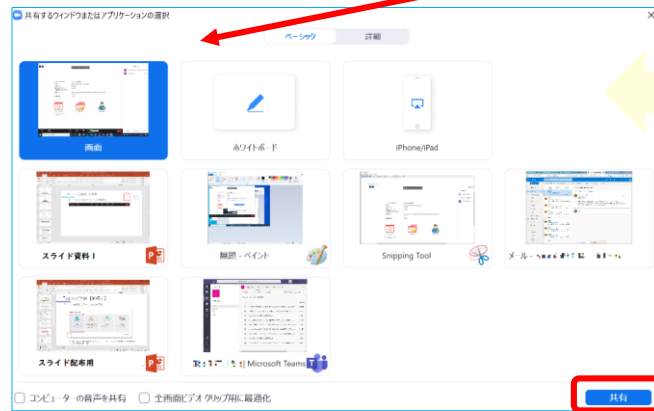 共有するウィンドウまたはアプリケーションの選択
ベーシック 詳細
画面 ホワイトボード iPhone/iPad
スライド資料1 無題 - ペイント Snipping Tool メール -
スライド配布用 | Microsoft Teams
コンピューターの音声を共有 全画面ビデオ クリップ用に最適化 共有